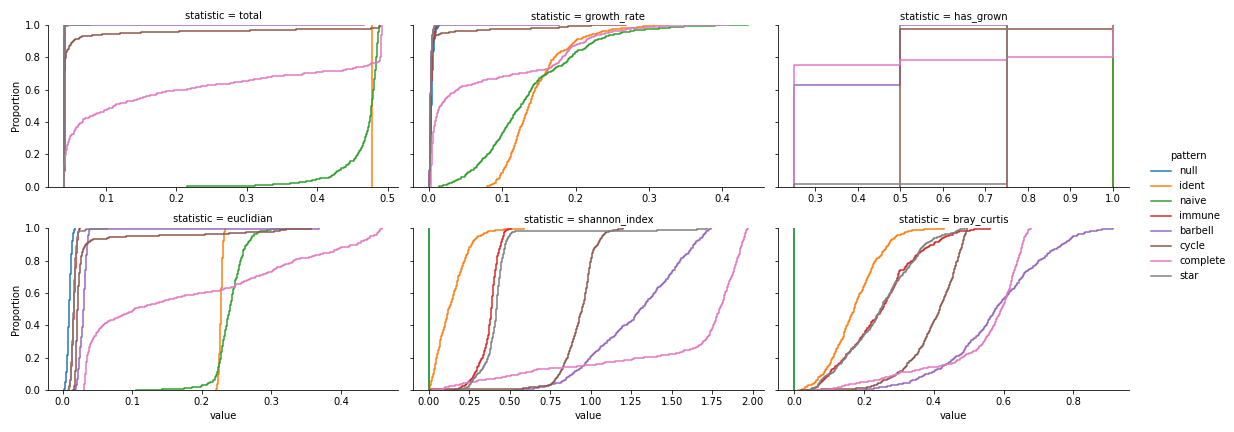 statistic = total
statistic = growth_rate
statistic = has_grown
Proportion
1.0
0.8
0.6
0.4
0.2
0.0
0.1 0.2 0.3 0.4 0.5
0.0 0.1 0.2 0.3 0.4
0.3 0.4 0.5 0.6 0.7 0.8 0.9 1.0
statistic = euclidian
statistic = shannon_index
statistic = bray_curtis
Proportion
1.0
0.8
0.6
0.4
0.2
0.0
0.0 0.1 0.2 0.3 0.4
0.00 0.25 0.50 0.75 1.00 1.25 1.50 1.75 2.00
0.0 0.2 0.4 0.6 0.8
value
value
value
pattern
null
ident
naive
immune
barbell
cycle
complete
star